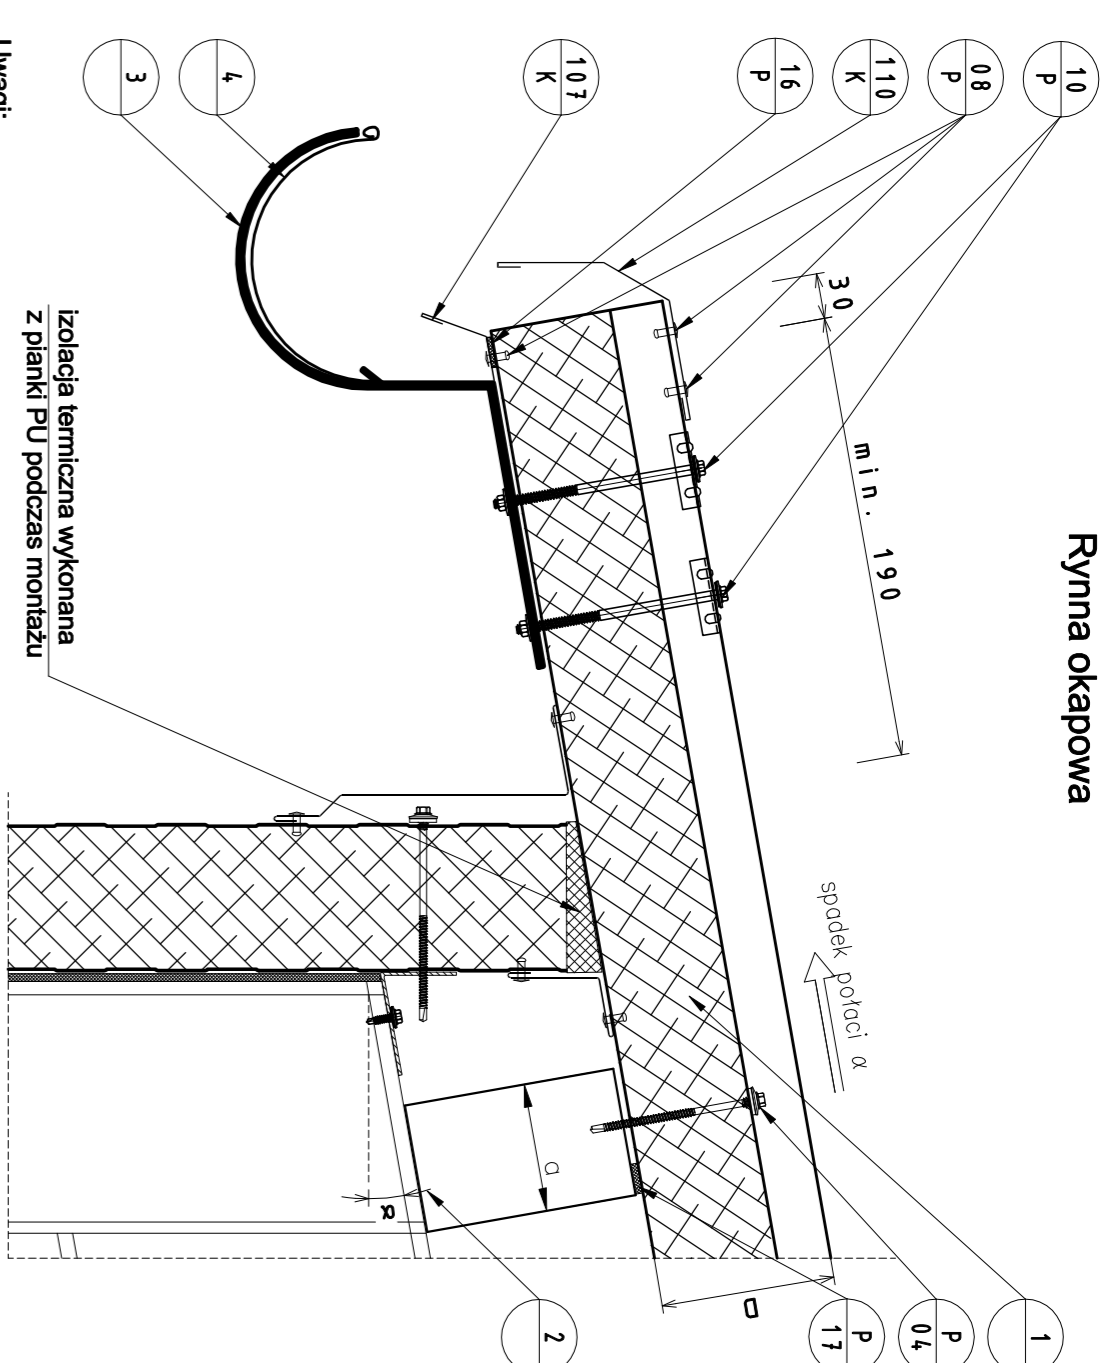 Rynna okapowa
10
P
08
P
110
K
16
P
107
K
4
3
30
min. 190
spadek połaci α
izolacja termiczna wykonana
z pianki PU podczas montażu
a
α
D
1
P
04
P
17
2
Uwagi: